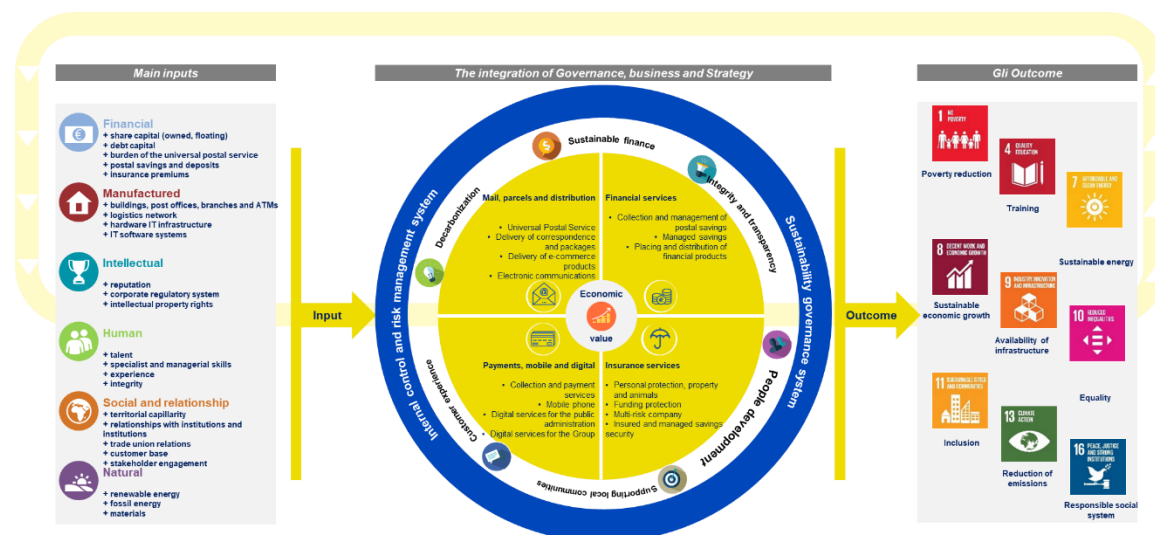 Main inputs
Financial
+ share capital (owned, floating)
+ debt capital
+ burden of the universal postal service
+ postal savings and deposits
+ insurance premiums
Manufactured
+ buildings, post offices, branches and ATMs
+ logistics network
+ hardware IT infrastructure
+ IT software systems
Intellectual
+ reputation
+ corporate regulatory system
+ intellectual property rights
Human
+ talent
+ specialist and managerial skills
+ experience
+ integrity
Social and relationship
+ territorial capillarity
+ relationships with institutions and
institutions
+ trade union relations
+ customer base
+ stakeholder engagement
Natural
+ renewable energy
+ fossil energy
+ materials
Input
The integration of Governance, business and Strategy
Internal control and risk management system
Sustainability governance system
Sustainable finance
Integrity and transparency
People development
Supporting local communities
Customer experience
Decarbonization
Mail, parcels and distribution
• Universal Postal Service
• Delivery of correspondence
and packages
• Delivery of e-commerce
products
• Electronic communications
Financial services
• Collection and management of
postal savings
• Managed savings
• Placing and distribution of
financial products
Economic
value
Payments, mobile and digital
• Collection and payment
services
• Mobile phone
• Digital services for the public
administration
• Digital services for the Group
Insurance services
• Personal protection, property
and animals
• Funding protection
• Multi-risk company
• Insured and managed savings
security
Outcome
Gli Outcome
1 NO
POVERTY
Poverty reduction
4 QUALITY
EDUCATION
Training
7 AFFORDABLE AND
CLEAN ENERGY
Sustainable energy
8 DECENT WORK AND
ECONOMIC GROWTH
Sustainable
economic growth
9 INDUSTRY, INNOVATION
AND INFRASTRUCTURE
Availability of
infrastructure
10 REDUCED
INEQUALITIES
Equality
11 SUSTAINABLE CITIES
AND COMMUNITIES
Inclusion
13 CLIMATE
ACTION
Reduction of
emissions
16 PEACE, JUSTICE
AND STRONG
INSTITUTIONS
Responsible social
system